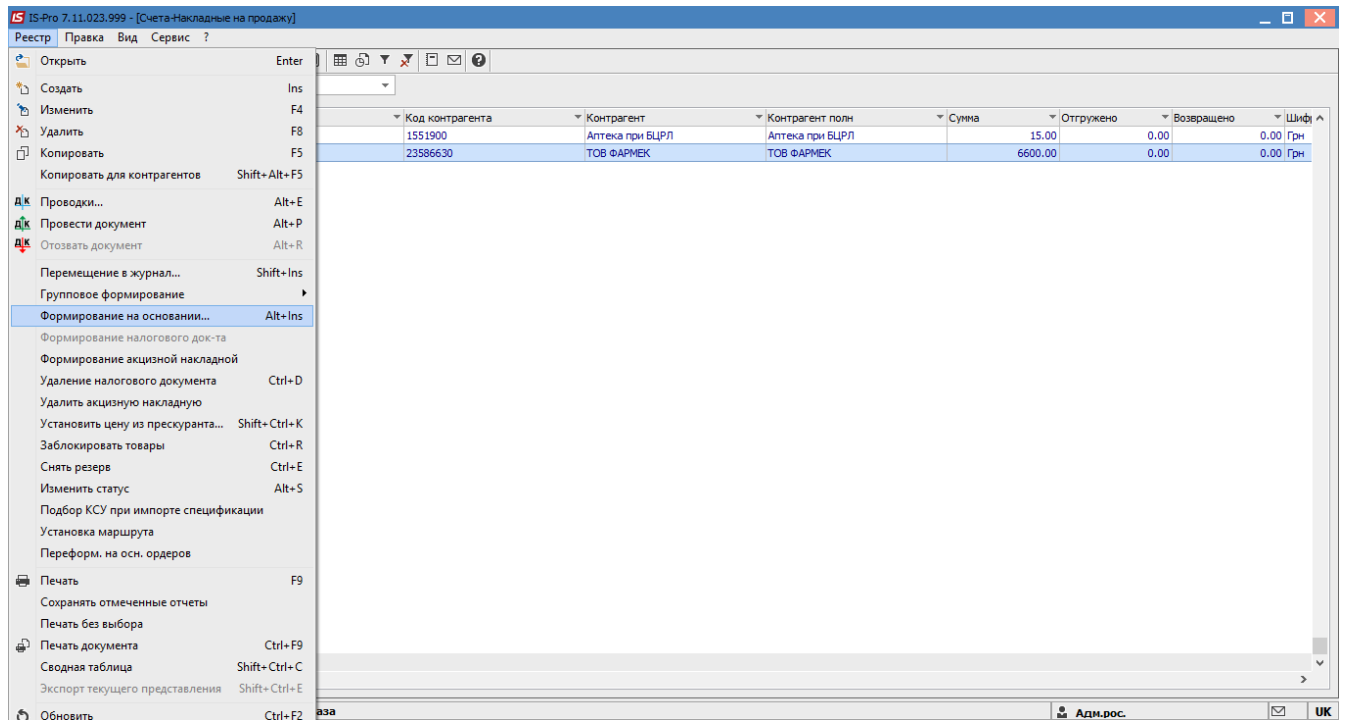 IS-Pro 7.11.023.999 - [Счета-Накладные на продажу]
Реестр Правка Вид Сервис ?
Открыть Enter
Создать Ins
Изменить F4
Удалить F8
Копировать F5
Копировать для контрагентов Shift+Alt+F5
Проводки... Alt+E
Провести документ Alt+P
Отозвать документ Alt+R
Перемещение в журнал... Shift+Ins
Групповое формирование
Формирование на основании... Alt+Ins
Формирование налогового док-та
Формирование акцизной накладной
Удаление налогового документа Ctrl+D
Удалить акцизную накладную
Установить цену из прескуранта... Shift+Ctrl+K
Заблокировать товары Ctrl+R
Снять резерв Ctrl+E
Изменить статус Alt+S
Подбор КСУ при импорте спецификации
Установка маршрута
Переформ. на осн. ордеров
Печать F9
Сохранять отмеченные отчеты
Печать без выбора
Печать документа Ctrl+F9
Сводная таблица Shift+Ctrl+C
Экспорт текущего представления Shift+Ctrl+E
Обновить Ctrl+F2
Код контрагента Контрагент Контрагент полн Сумма Отгружено Возвращено Шифр
1551900 Аптека при БЦРЛ Аптека при БЦРЛ 15.00 0.00 0.00 Грн
23586630 ТОВ ФАРМЕК ТОВ ФАРМЕК 6600.00 0.00 0.00 Грн
аза Адм.рос. UK